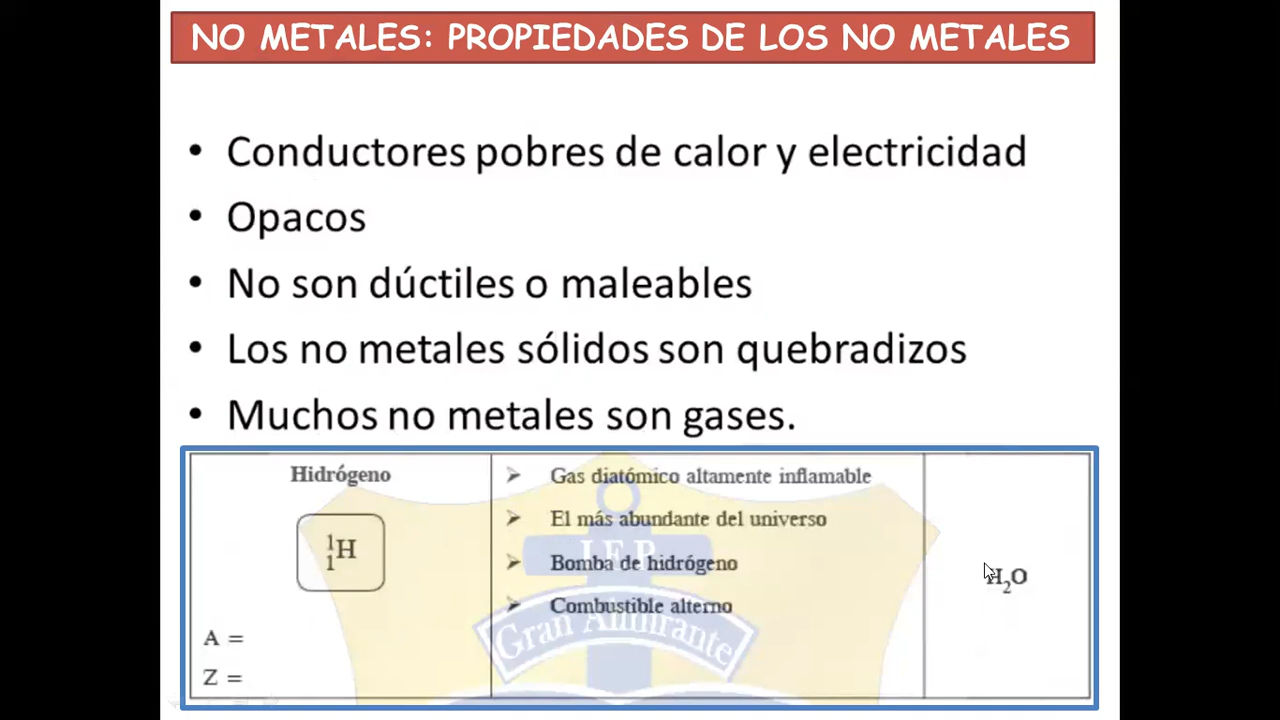 NO METALES: PROPIEDADES DE LOS NO METALES
• Conductores pobres de calor y electricidad
• Opacos
• No son dúctiles o maleables
• Los no metales sólidos son quebradizos
• Muchos no metales son gases.
Hidrógeno
¹₁H
A =
Z =
➢ Gas diatómico altamente inflamable
➢ El más abundante del universo
➢ Bomba de hidrógeno
➢ Combustible alterno
H₂O
I.E.P.
Gran Almirante